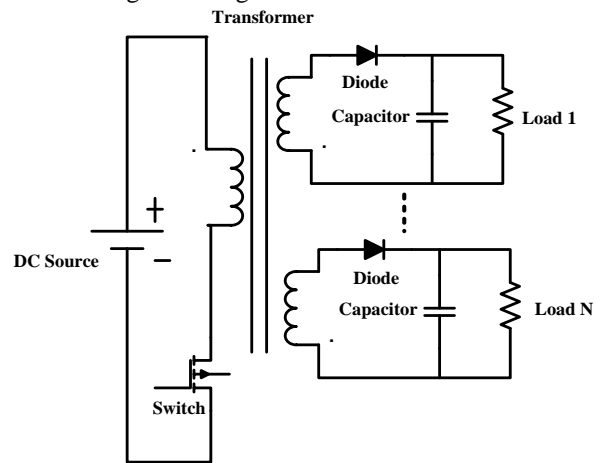 Transformer
Diode
Capacitor
Load 1
+
−
DC Source
Diode
Capacitor
Load N
Switch